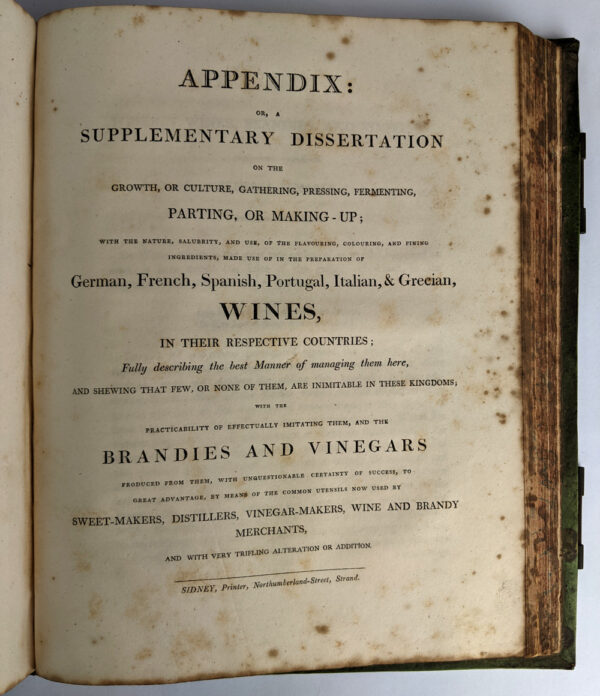 APPENDIX:
OR, A
SUPPLEMENTARY DISSERTATION
ON THE
GROWTH, OR CULTURE, GATHERING, PRESSING, FERMENTING,
PARTING, OR MAKING-UP;
WITH THE NATURE, SALUBRITY, AND USE, OF THE FLAVOURING, COLOURING, AND FINING
INGREDIENTS, MADE USE OF IN THE PREPARATION OF
German, French, Spanish, Portugal, Italian, & Grecian,
WINES,
IN THEIR RESPECTIVE COUNTRIES;
Fully describing the best Manner of managing them here,
AND SHEWING THAT FEW, OR NONE OF THEM, ARE INIMITABLE IN THESE KINGDOMS;
WITH THE
PRACTICABILITY OF EFFECTUALLY IMITATING THEM, AND THE
BRANDIES AND VINEGARS
PRODUCED FROM THEM, WITH UNQUESTIONABLE CERTAINTY OF SUCCESS, TO
GREAT ADVANTAGE, BY MEANS OF THE COMMON UTENSILS NOW USED BY
SWEET-MAKERS, DISTILLERS, VINEGAR-MAKERS, WINE AND BRANDY
MERCHANTS,
AND WITH VERY TRIFLING ALTERATION OR ADDITION.
SIDNEY, Printer, Northumberland-Street, Strand.